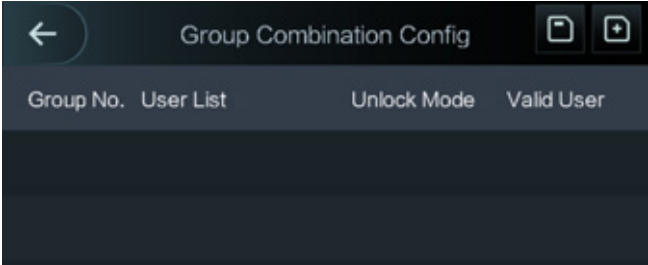 Group Combination Config
Group No. User List Unlock Mode Valid User